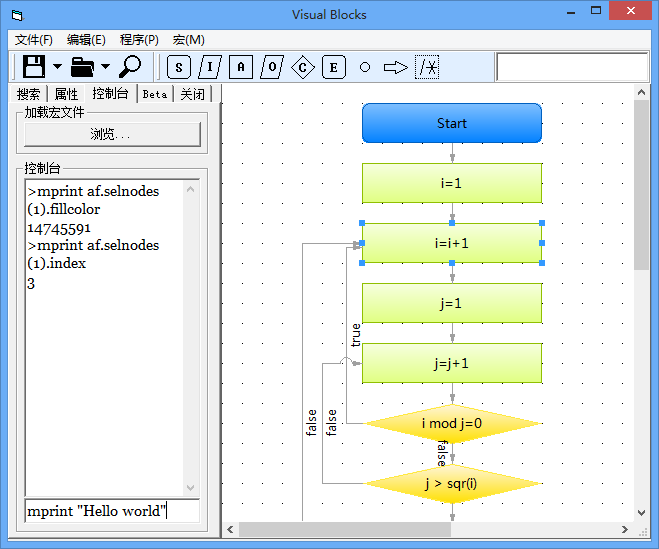 Visual Blocks
文件(F) 编辑(E) 程序(P) 宏(M)
S I A O C E /*\
搜索 属性 控制台 Beta 关闭
加载宏文件
浏览...
控制台
>mprint af.selnodes
(1).fillcolor
14745591
>mprint af.selnodes
(1).index
3
mprint "Hello world"
Start
i=1
i=i+1
j=1
true
j=j+1
false
false
i mod j=0
false
j > sqr(i)